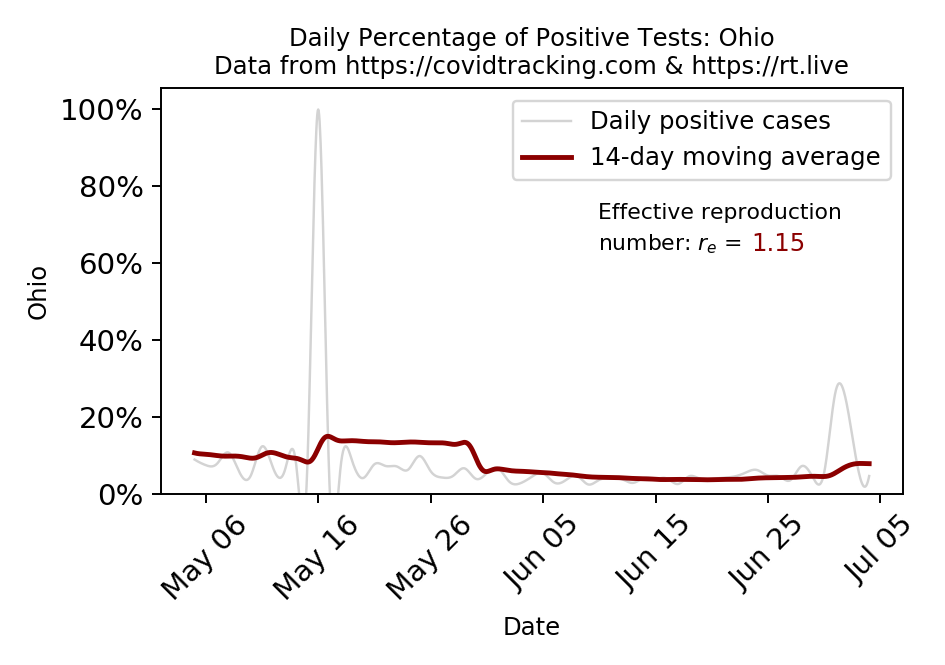 Daily Percentage of Positive Tests: Ohio
Data from https://covidtracking.com & https://rt.live
100%
80%
60%
40%
20%
0%
Ohio
Daily positive cases
14-day moving average
Effective reproduction
number: rₑ = 1.15
May 06
May 16
May 26
Jun 05
Jun 15
Jun 25
Jul 05
Date